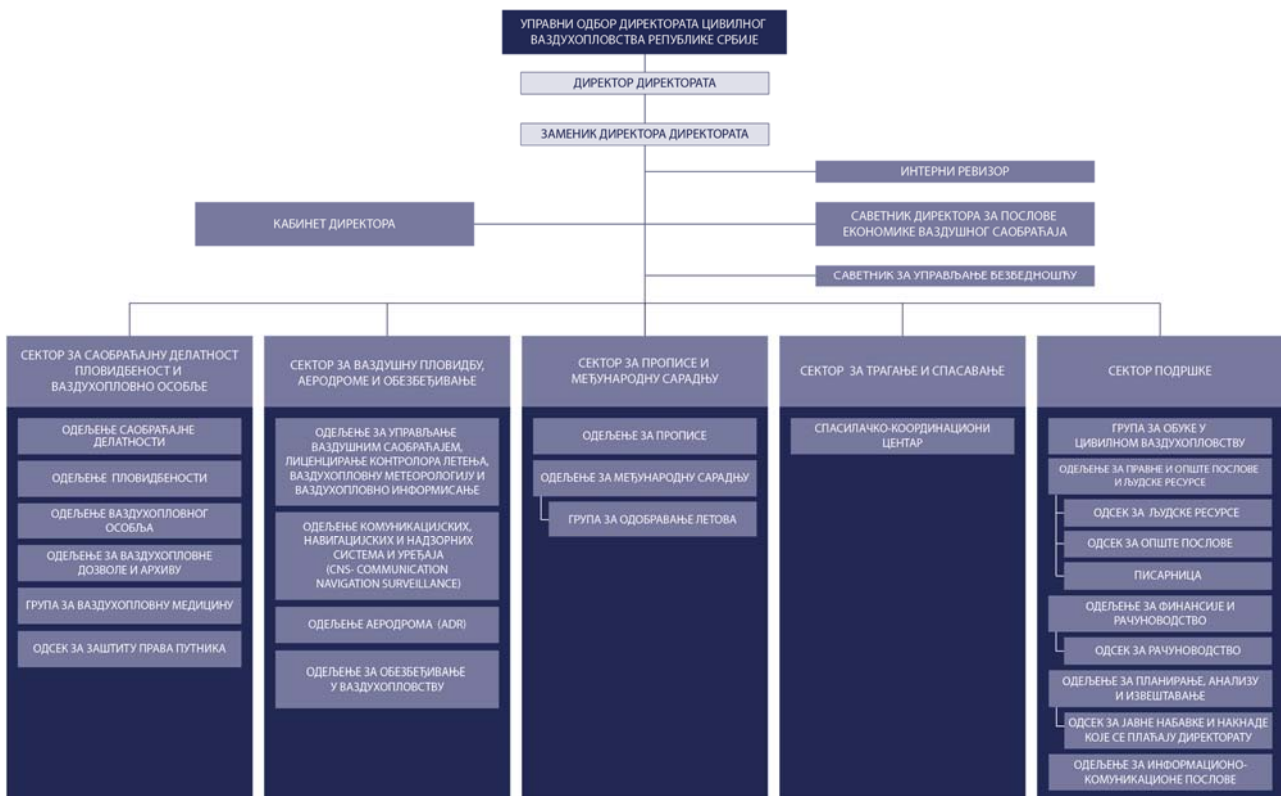 УПРАВНИ ОДБОР ДИРЕКТОРАТА ЦИВИЛНОГ
ВАЗДУХОПЛОВСТВА РЕПУБЛИКЕ СРБИЈЕ
ДИРЕКТОР ДИРЕКТОРАТА
ЗАМЕНИК ДИРЕКТОРА ДИРЕКТОРАТА
ИНТЕРНИ РЕВИЗОР
КАБИНЕТ ДИРЕКТОРА
САВЕТНИК ДИРЕКТОРА ЗА ПОСЛОВЕ
ЕКОНОМИКЕ ВАЗДУШНОГ САОБРАЋАЈА
САВЕТНИК ЗА УПРАВЉАЊЕ БЕЗБЕДНОШЋУ
СЕКТОР ЗА САОБРАЋАЈНУ ДЕЛАТНОСТ
ПЛОВИДБЕНОСТ И
ВАЗДУХОПЛОВНО ОСОБЉЕ
ОДЕЉЕЊЕ САОБРАЋАЈНЕ
ДЕЛАТНОСТИ
ОДЕЉЕЊЕ ПЛОВИДБЕНОСТИ
ОДЕЉЕЊЕ ВАЗДУХОПЛОВНОГ
ОСОБЉА
ОДЕЉЕЊЕ ЗА ВАЗДУХОПЛОВНЕ
ДОЗВОЛЕ И АРХИВУ
ГРУПА ЗА ВАЗДУХОПЛОВНУ МЕДИЦИНУ
ОДСЕК ЗА ЗАШТИТУ ПРАВА ПУТНИКА
СЕКТОР ЗА ВАЗДУШНУ ПЛОВИДБУ,
АЕРОДРОМЕ И ОБЕЗБЕЂИВАЊЕ
ОДЕЉЕЊЕ ЗА УПРАВЉАЊЕ
ВАЗДУШНИМ САОБРАЋАЈЕМ,
ЛИЦЕНЦИРАЊЕ КОНТРОЛОРА ЛЕТЕЊА,
ВАЗДУХОПЛОВНУ МЕТЕОРОЛОГИЈУ И
ВАЗДУХОПЛОВНО ИНФОРМИСАЊЕ
ОДЕЉЕЊЕ КОМУНИКАЦИЈСКИХ,
НАВИГАЦИЈСКИХ И НАДЗОРНИХ
СИСТЕМА И УРЕЂАЈА
(CNS- COMMUNICATION
NAVIGATION SURVEILLANCE)
ОДЕЉЕЊЕ АЕРОДРОМА (ADR)
ОДЕЉЕЊЕ ЗА ОБЕЗБЕЂИВАЊЕ
У ВАЗДУХОПЛОВСТВУ
СЕКТОР ЗА ПРОПИСЕ И
МЕЂУНАРОДНУ САРАДЊУ
ОДЕЉЕЊЕ ЗА ПРОПИСЕ
ОДЕЉЕЊЕ ЗА МЕЂУНАРОДНУ САРАДЊУ
ГРУПА ЗА ОДОБРАВАЊЕ ЛЕТОВА
СЕКТОР ЗА ТРАГАЊЕ И СПАСАВАЊЕ
СПАСИЛАЧКО-КООРДИНАЦИОНИ
ЦЕНТАР
СЕКТОР ПОДРШКЕ
ГРУПА ЗА ОБУКЕ У
ЦИВИЛНОМ ВАЗДУХОПЛОВСТВУ
ОДЕЉЕЊЕ ЗА ПРАВНЕ И ОПШТЕ ПОСЛОВЕ
И ЉУДСКЕ РЕСУРСЕ
ОДСЕК ЗА ЉУДСКЕ РЕСУРСЕ
ОДСЕК ЗА ОПШТЕ ПОСЛОВЕ
ПИСАРНИЦА
ОДЕЉЕЊЕ ЗА ФИНАНСИЈЕ И
РАЧУНОВОДСТВО
ОДСЕК ЗА РАЧУНОВОДСТВО
ОДЕЉЕЊЕ ЗА ПЛАНИРАЊЕ, АНАЛИЗУ
И ИЗВЕШТАВАЊЕ
ОДСЕК ЗА ЈАВНЕ НАБАВКЕ И НАКНАДЕ
КОЈЕ СЕ ПЛАЋАЈУ ДИРЕКТОРАТУ
ОДЕЉЕЊЕ ЗА ИНФОРМАЦИОНО-
КОМУНИКАЦИОНЕ ПОСЛОВЕ